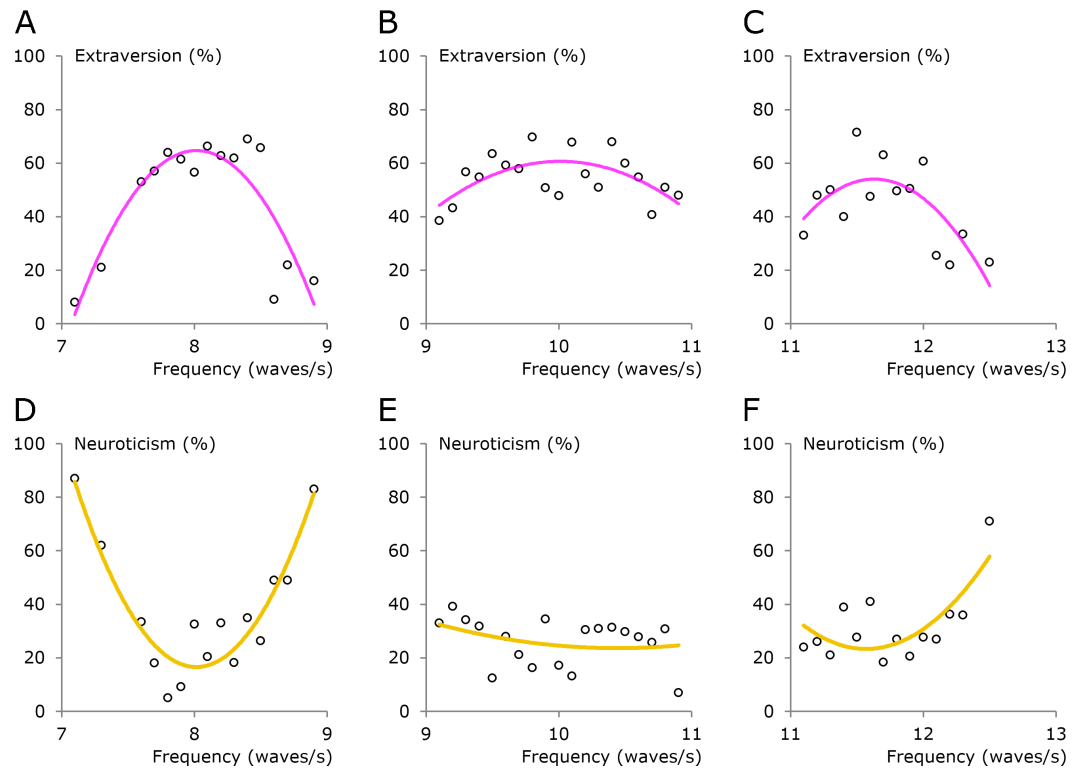 A B C
100 Extraversion (%) 100 Extraversion (%) 100 Extraversion (%)
80 80 80
60 60 60
40 40 40
20 20 20
0 0 0
7 8 9 9 10 11 11 12 13
Frequency (waves/s) Frequency (waves/s) Frequency (waves/s)
D E F
100 Neuroticism (%) 100 Neuroticism (%) 100 Neuroticism (%)
80 80 80
60 60 60
40 40 40
20 20 20
0 0 0
7 8 9 9 10 11 11 12 13
Frequency (waves/s) Frequency (waves/s) Frequency (waves/s)